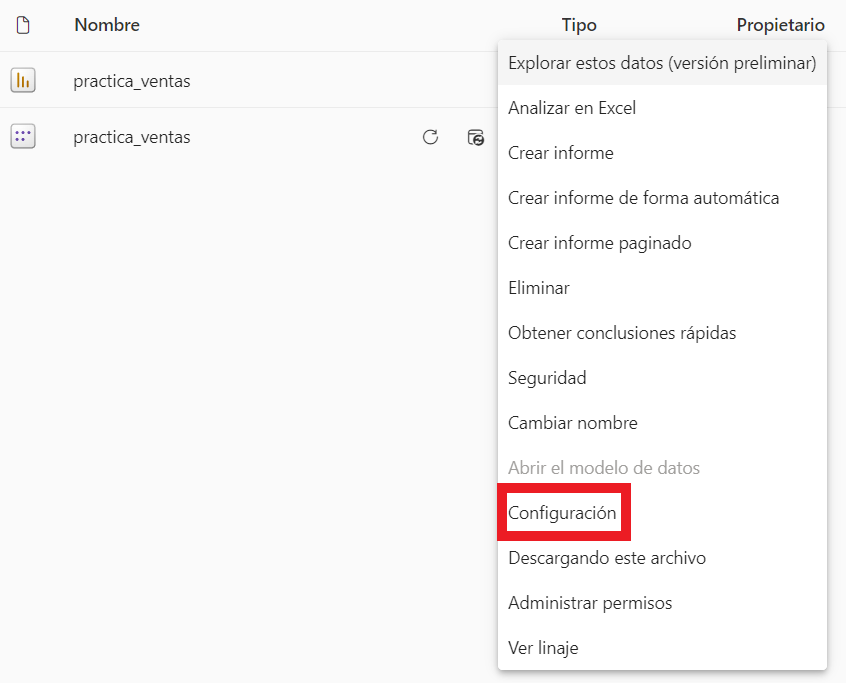 Nombre Tipo Propietario
practica_ventas
practica_ventas
Explorar estos datos (versión preliminar)
Analizar en Excel
Crear informe
Crear informe de forma automática
Crear informe paginado
Eliminar
Obtener conclusiones rápidas
Seguridad
Cambiar nombre
Abrir el modelo de datos
Configuración
Descargando este archivo
Administrar permisos
Ver linaje